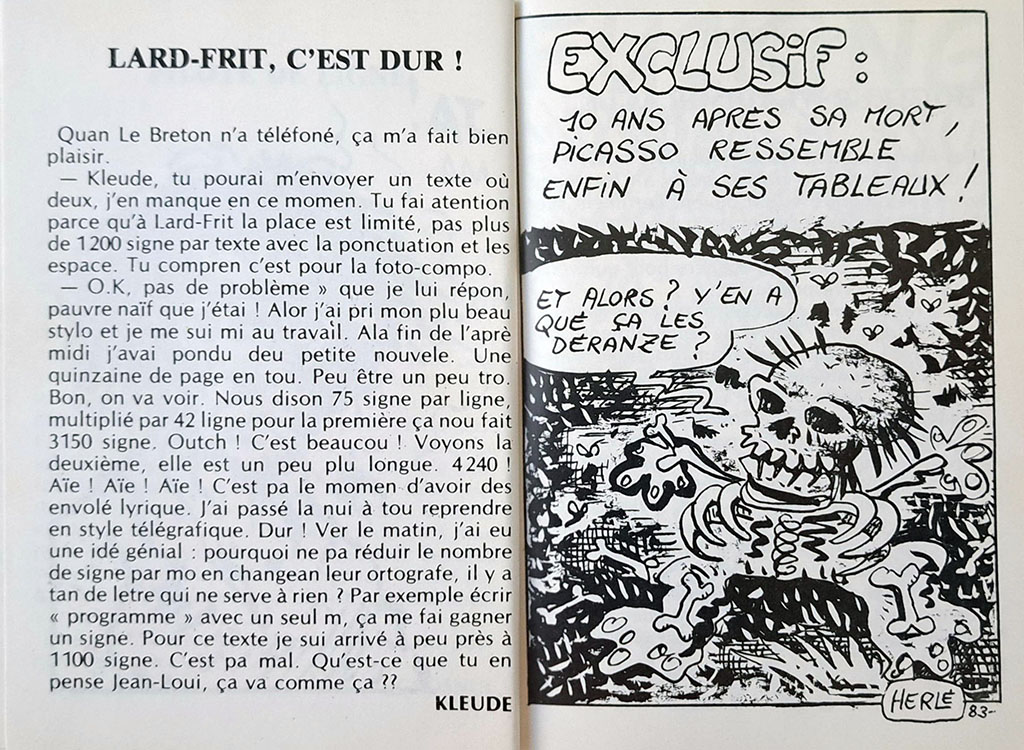 LARD-FRIT, C'EST DUR !
Quan Le Breton n'a téléfoné, ça m'a fait bien
plaisir.
— Kleude, tu pourai m'envoyer un texte où
deux, j'en manque en ce momen. Tu fai atention
parce qu'à Lard-Frit la place est limité, pas plus
de 1200 signe par texte avec la ponctuation et les
espace. Tu compren c'est pour la foto-compo.
— O.K, pas de problème » que je lui répon,
pauvre naïf que j'étai ! Alor j'ai pri mon plu beau
stylo et je me sui mi au travail. Ala fin de l'aprè
midi j'avai pondu deu petite nouvele. Une
quinzaine de page en tou. Peu être un peu tro.
Bon, on va voir. Nous dison 75 signe par ligne,
multiplié par 42 ligne pour la première ça nou fait
3150 signe. Outch ! C'est beaucou ! Voyons la
deuxième, elle est un peu plu longue. 4240 !
Aïe ! Aïe ! Aïe ! C'est pa le momen d'avoir des
envolé lyrique. J'ai passé la nui à tou reprendre
en style télégrafique. Dur ! Ver le matin, j'ai eu
une idé génial : pourquoi ne pa réduir le nombre
de signe par mo en changean leur ortografe, il y a
tan de letre qui ne serve à rien ? Par exemple écrir
« programme » avec un seul m, ça me fai gagner
un signe. Pour ce texte je sui arrivé à peu près à
1100 signe. C'est pa mal. Qu'est-ce que tu en
pense Jean-Loui, ça va comme ça ??
KLEUDE
EXCLUSIF :
10 ANS APRÈS SA MORT,
PICASSO RESSEMBLE
ENFIN À SES TABLEAUX !
ET ALORS ? Y'EN A
QUE ÇA LES
DÉRANZE ?
HERLÉ
83-